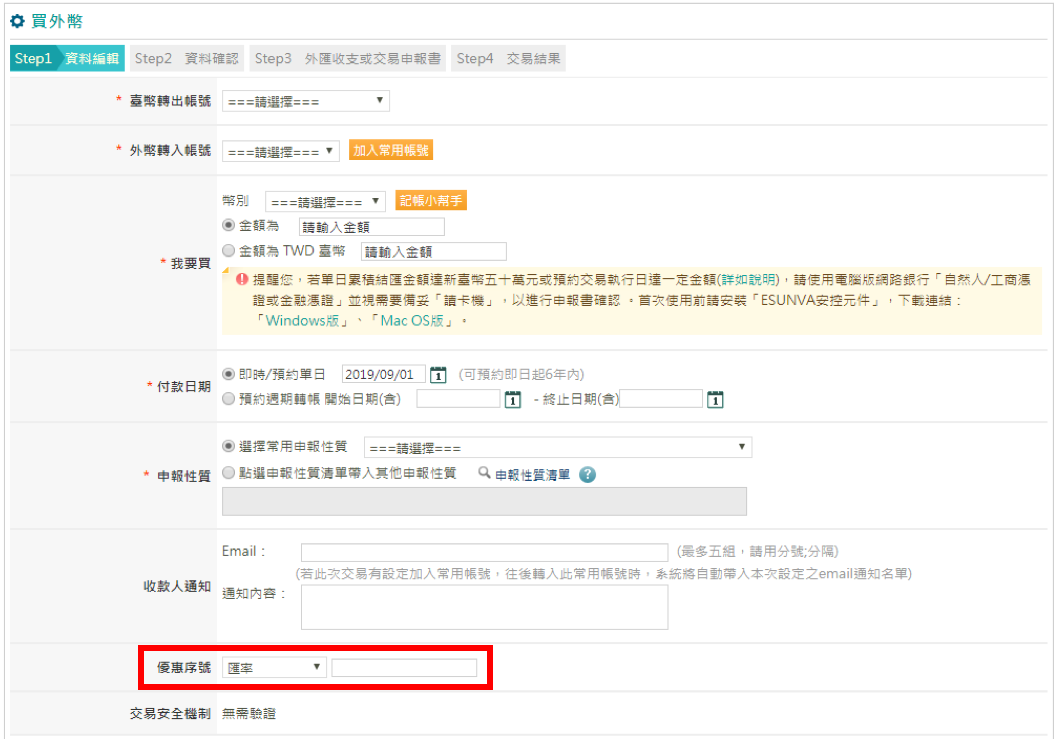 買外幣
Step1 資料編輯 Step2 資料確認 Step3 外匯收支或交易申報書 Step4 交易結果
* 臺幣轉出帳號 ===請選擇===
* 外幣轉入帳號 ===請選擇=== 加入常用帳號
幣別 ===請選擇=== 記帳小幫手
金額為 請輸入金額
金額為 TWD 臺幣 請輸入金額
* 我要買
提醒您，若單日累積結匯金額達新臺幣五十萬元或預約交易執行日達一定金額(詳如說明)，請使用電腦版網路銀行「自然人/工商憑
證或金融憑證」並視需要備妥「讀卡機」，以進行申報書確認 。首次使用前請安裝「ESUNVA安控元件」，下載連結：
「Windows版」、「Mac OS版」。
* 付款日期 即時/預約單日 2019/09/01 1 (可預約即日起6年內)
預約週期轉帳 開始日期(含) 1 - 終止日期(含) 1
選擇常用申報性質 ===請選擇===
* 申報性質 點選申報性質清單帶入其他申報性質 申報性質清單 ?
Email： (最多五組，請用分號;分隔)
(若此次交易有設定加入常用帳號，往後轉入此常用帳號時，系統將自動帶入本次設定之email通知名單)
收款人通知 通知內容：
優惠序號 匯率
交易安全機制 無需驗證